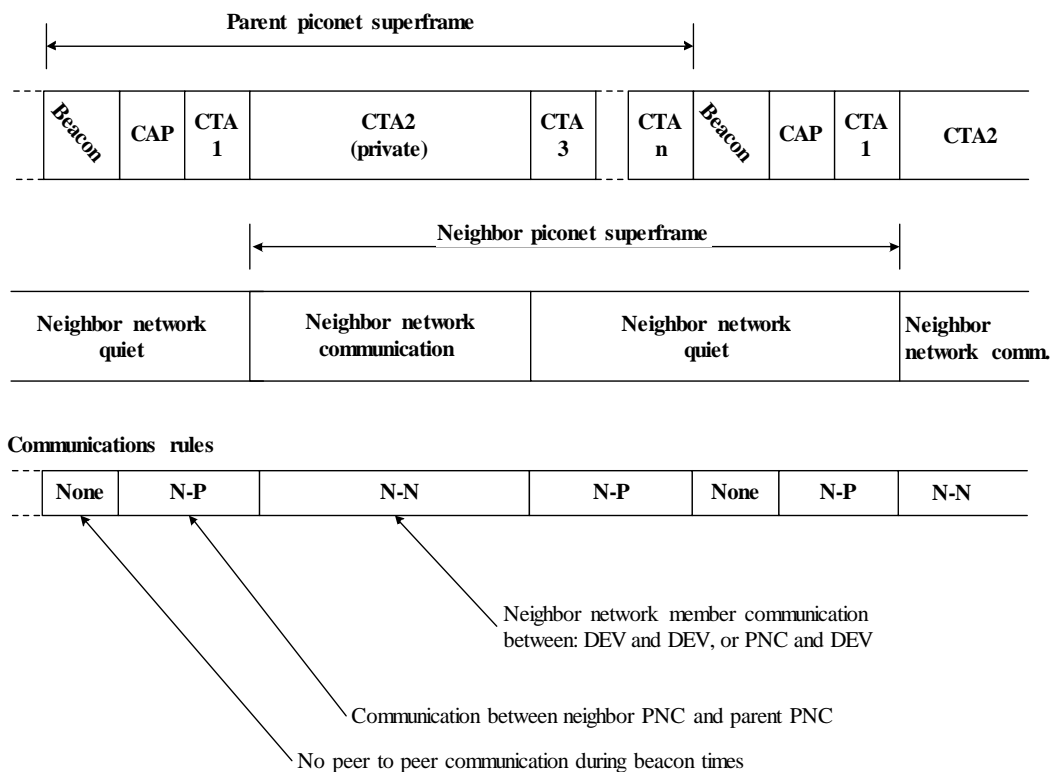 Parent piconet superframe
Beacon
CAP
CTA
1
CTA2
(private)
CTA
3
CTA
n
Beacon
CAP
CTA
1
CTA2
Neighbor piconet superframe
Neighbor network
quiet
Neighbor network
communication
Neighbor network
quiet
Neighbor
network comm.
Communications rules
None
N-P
N-N
N-P
None
N-P
N-N
Neighbor network member communication
between: DEV and DEV, or PNC and DEV
Communication between neighbor PNC and parent PNC
No peer to peer communication during beacon times